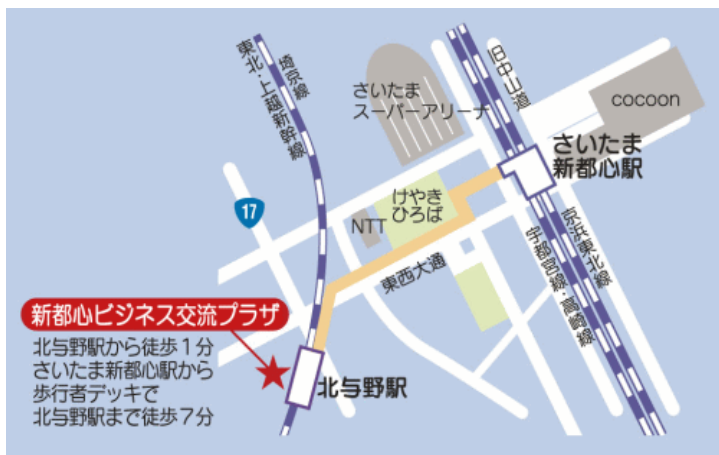 埼京線
東北・上越新幹線
さいたま
スーパーアリーナ
旧中山道
cocoon
さいたま
新都心駅
けやき
ひろば
NTT
17
東西大通
京浜東北線
宇都宮線・高崎線
新都心ビジネス交流プラザ
北与野駅から徒歩1分
さいたま新都心駅から
歩行者デッキで
北与野駅まで徒歩7分
北与野駅